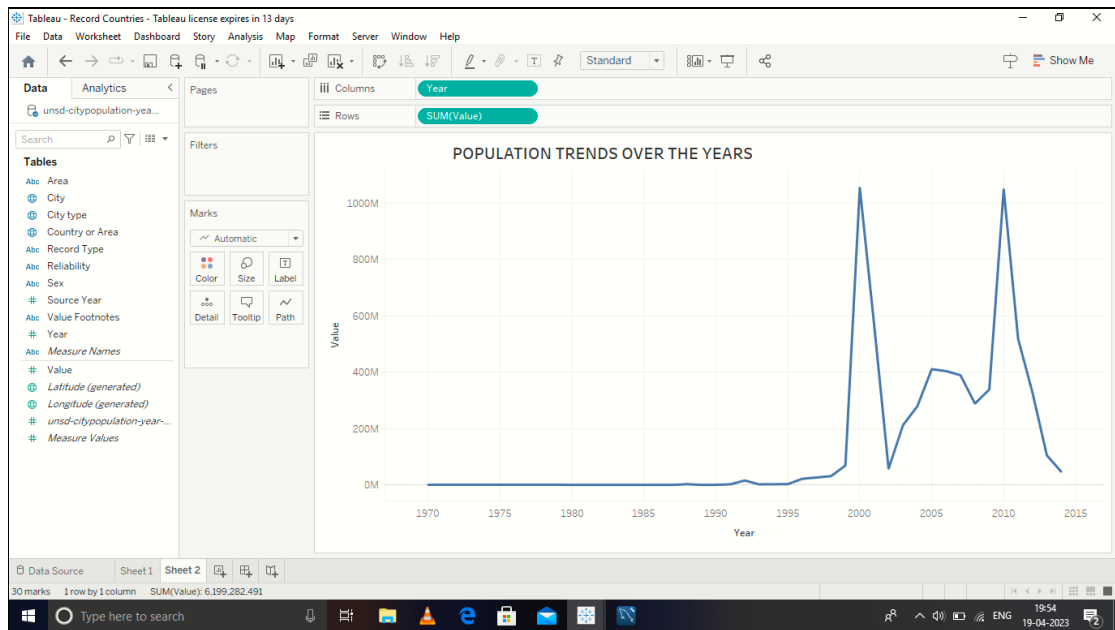 Tableau - Record Countries - Tableau license expires in 13 days
File Data Worksheet Dashboard Story Analysis Map Format Server Window Help
Standard
Show Me
Data Analytics
unsd-citypopulation-yea...
Search
Tables
Abc Area
City
City type
Country or Area
Abc Record Type
Abc Reliability
Abc Sex
# Source Year
Abc Value Footnotes
# Year
Abc Measure Names
# Value
Latitude (generated)
Longitude (generated)
# unsd-citypopulation-year-...
# Measure Values
Pages
Filters
Marks
Automatic
Color Size Label
Detail Tooltip Path
Columns Year
Rows SUM(Value)
POPULATION TRENDS OVER THE YEARS
Value
1000M
800M
600M
400M
200M
0M
1970 1975 1980 1985 1990 1995 2000 2005 2010 2015
Year
Data Source Sheet 1 Sheet 2
30 marks 1 row by 1 column SUM(Value): 6,199,282,491
Type here to search
ENG
19:54
19-04-2023
2